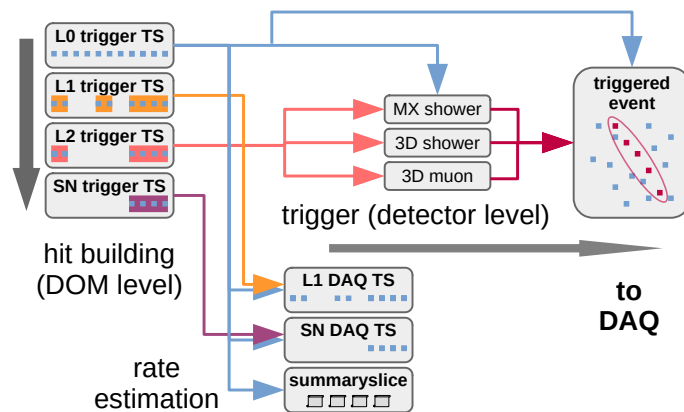 L0 trigger TS
L1 trigger TS
L2 trigger TS
SN trigger TS
hit building
(DOM level)
MX shower
3D shower
3D muon
trigger (detector level)
triggered
event
to
DAQ
L1 DAQ TS
SN DAQ TS
summaryslice
rate
estimation